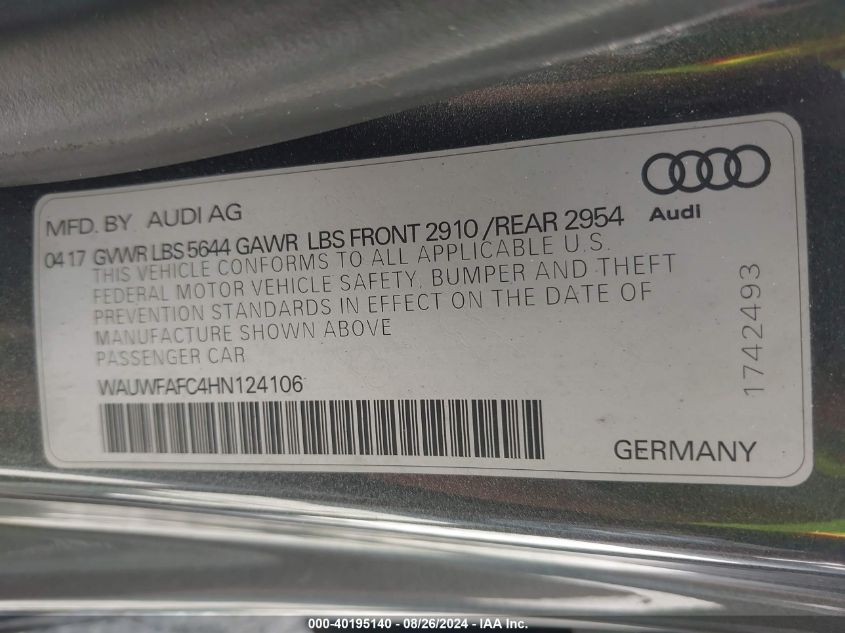 MFD. BY AUDI AG
Audi
04 17 GVWR LBS 5644 GAWR LBS FRONT 2910 /REAR 2954
THIS VEHICLE CONFORMS TO ALL APPLICABLE U.S.
FEDERAL MOTOR VEHICLE SAFETY, BUMPER AND THEFT
PREVENTION STANDARDS IN EFFECT ON THE DATE OF
MANUFACTURE SHOWN ABOVE
PASSENGER CAR
WAUWFAFC4HN124106
GERMANY
1742493
000-40195140 - 08/26/2024 - IAA Inc.